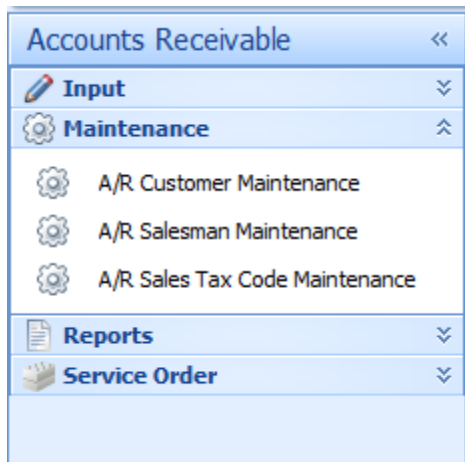 Accounts Receivable
Input
Maintenance
A/R Customer Maintenance
A/R Salesman Maintenance
A/R Sales Tax Code Maintenance
Reports
Service Order